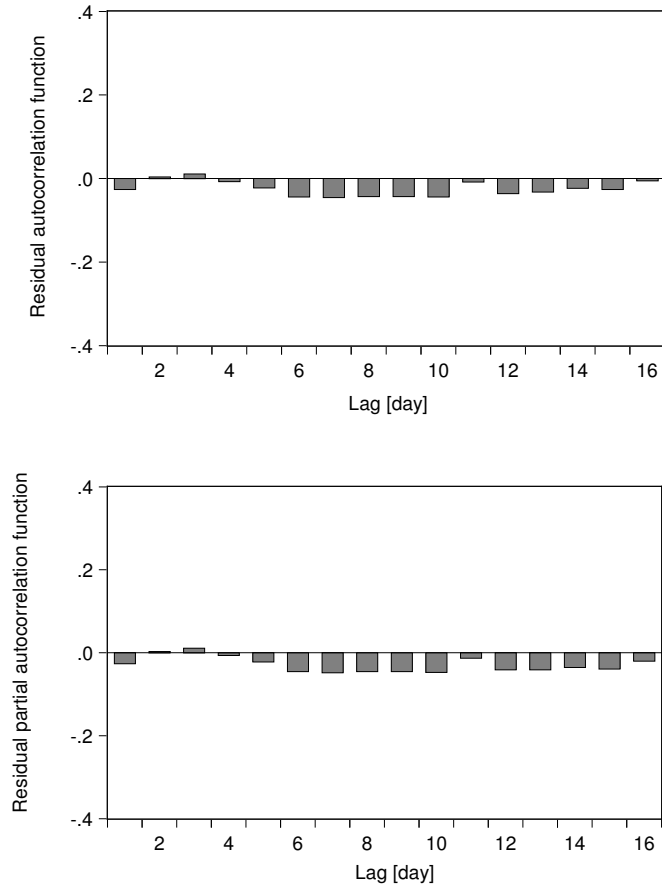 Residual autocorrelation function
.4
.2
.0
-.2
-.4
2 4 6 8 10 12 14 16
Lag [day]
Residual partial autocorrelation function
.4
.2
.0
-.2
-.4
2 4 6 8 10 12 14 16
Lag [day]